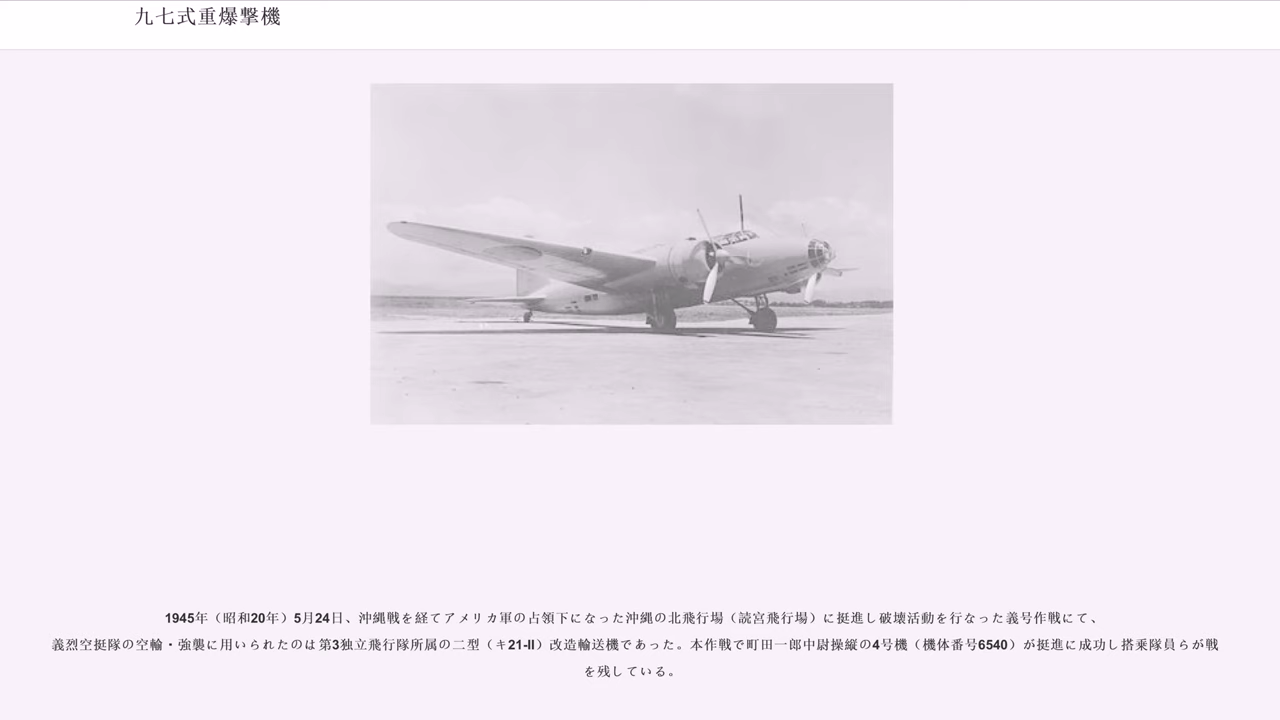 九七式重爆撃機
1945年（昭和20年）5月24日、沖縄戦を経てアメリカ軍の占領下になった沖縄の北飛行場（読宮飛行場）に挺進し破壊活動を行なった義号作戦にて、
義烈空挺隊の空輸・強襲に用いられたのは第3独立飛行隊所属の二型（キ21-II）改造輸送機であった。本作戦で町田一郎中尉操縦の4号機（機体番号6540）が挺進に成功し搭乗隊員らが戦
を残している。